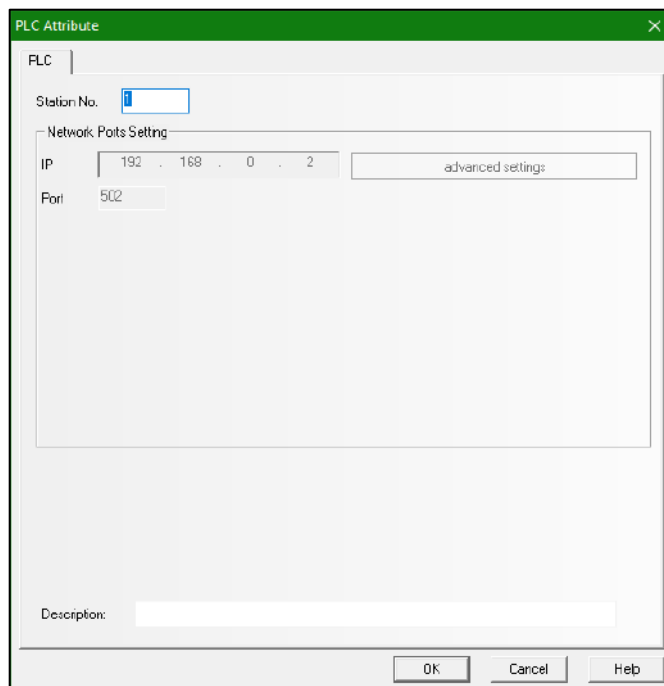 PLC Attribute
PLC
Station No. 1
Network Ports Setting
IP 192 . 168 . 0 . 2 advanced settings
Port 502
Description:
OK Cancel Help